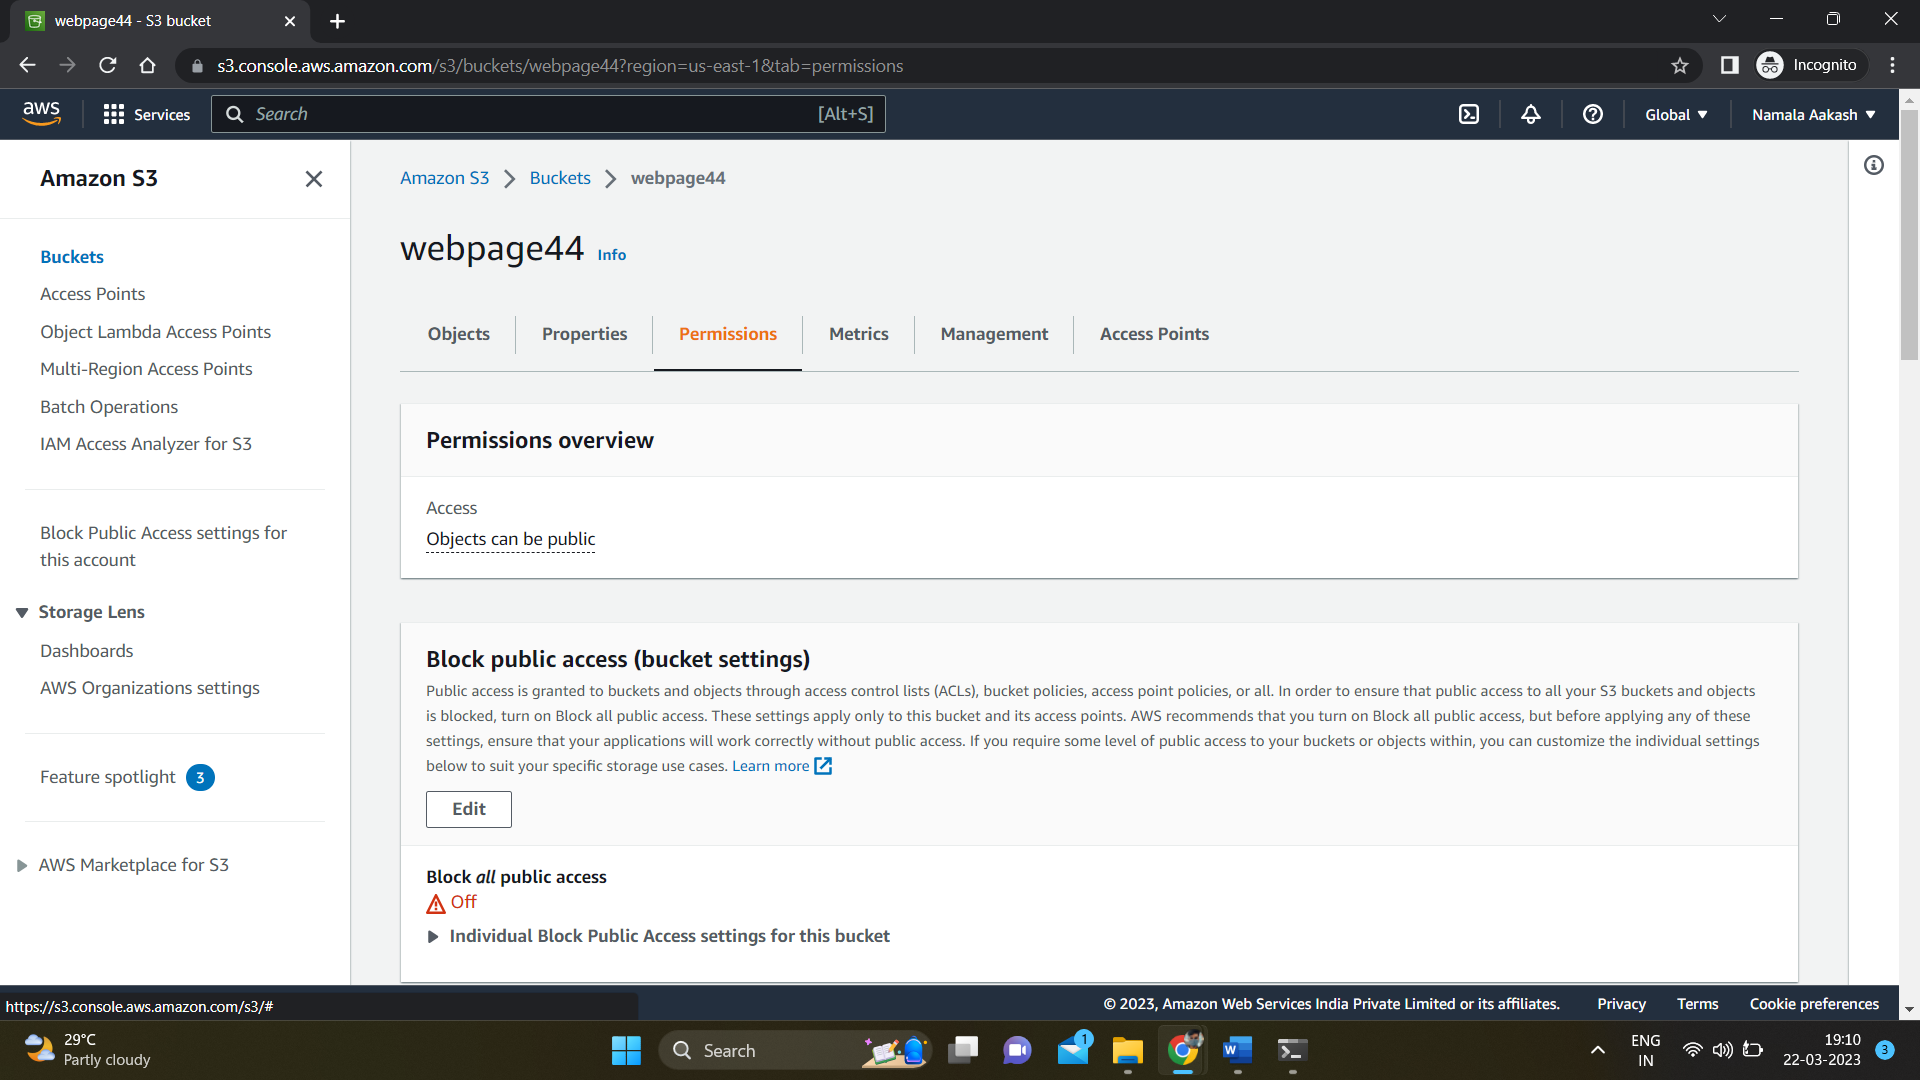 webpage44 - S3 bucket
s3.console.aws.amazon.com/s3/buckets/webpage44?region=us-east-1&tab=permissions
Incognito
aws
Services
Search
[Alt+S]
Global
Namala Aakash
Amazon S3
Buckets
Access Points
Object Lambda Access Points
Multi-Region Access Points
Batch Operations
IAM Access Analyzer for S3
Block Public Access settings for
this account
Storage Lens
Dashboards
AWS Organizations settings
Feature spotlight 3
AWS Marketplace for S3
Amazon S3 > Buckets > webpage44
webpage44 Info
Objects
Properties
Permissions
Metrics
Management
Access Points
Permissions overview
Access
Objects can be public
Block public access (bucket settings)
Public access is granted to buckets and objects through access control lists (ACLs), bucket policies, access point policies, or all. In order to ensure that public access to all your S3 buckets and objects
is blocked, turn on Block all public access. These settings apply only to this bucket and its access points. AWS recommends that you turn on Block all public access, but before applying any of these
settings, ensure that your applications will work correctly without public access. If you require some level of public access to your buckets or objects within, you can customize the individual settings
below to suit your specific storage use cases. Learn more
Edit
Block all public access
Off
Individual Block Public Access settings for this bucket
https://s3.console.aws.amazon.com/s3/#
© 2023, Amazon Web Services India Private Limited or its affiliates.
Privacy
Terms
Cookie preferences
29°C
Partly cloudy
Search
1
W
ENG
IN
19:10
22-03-2023
3